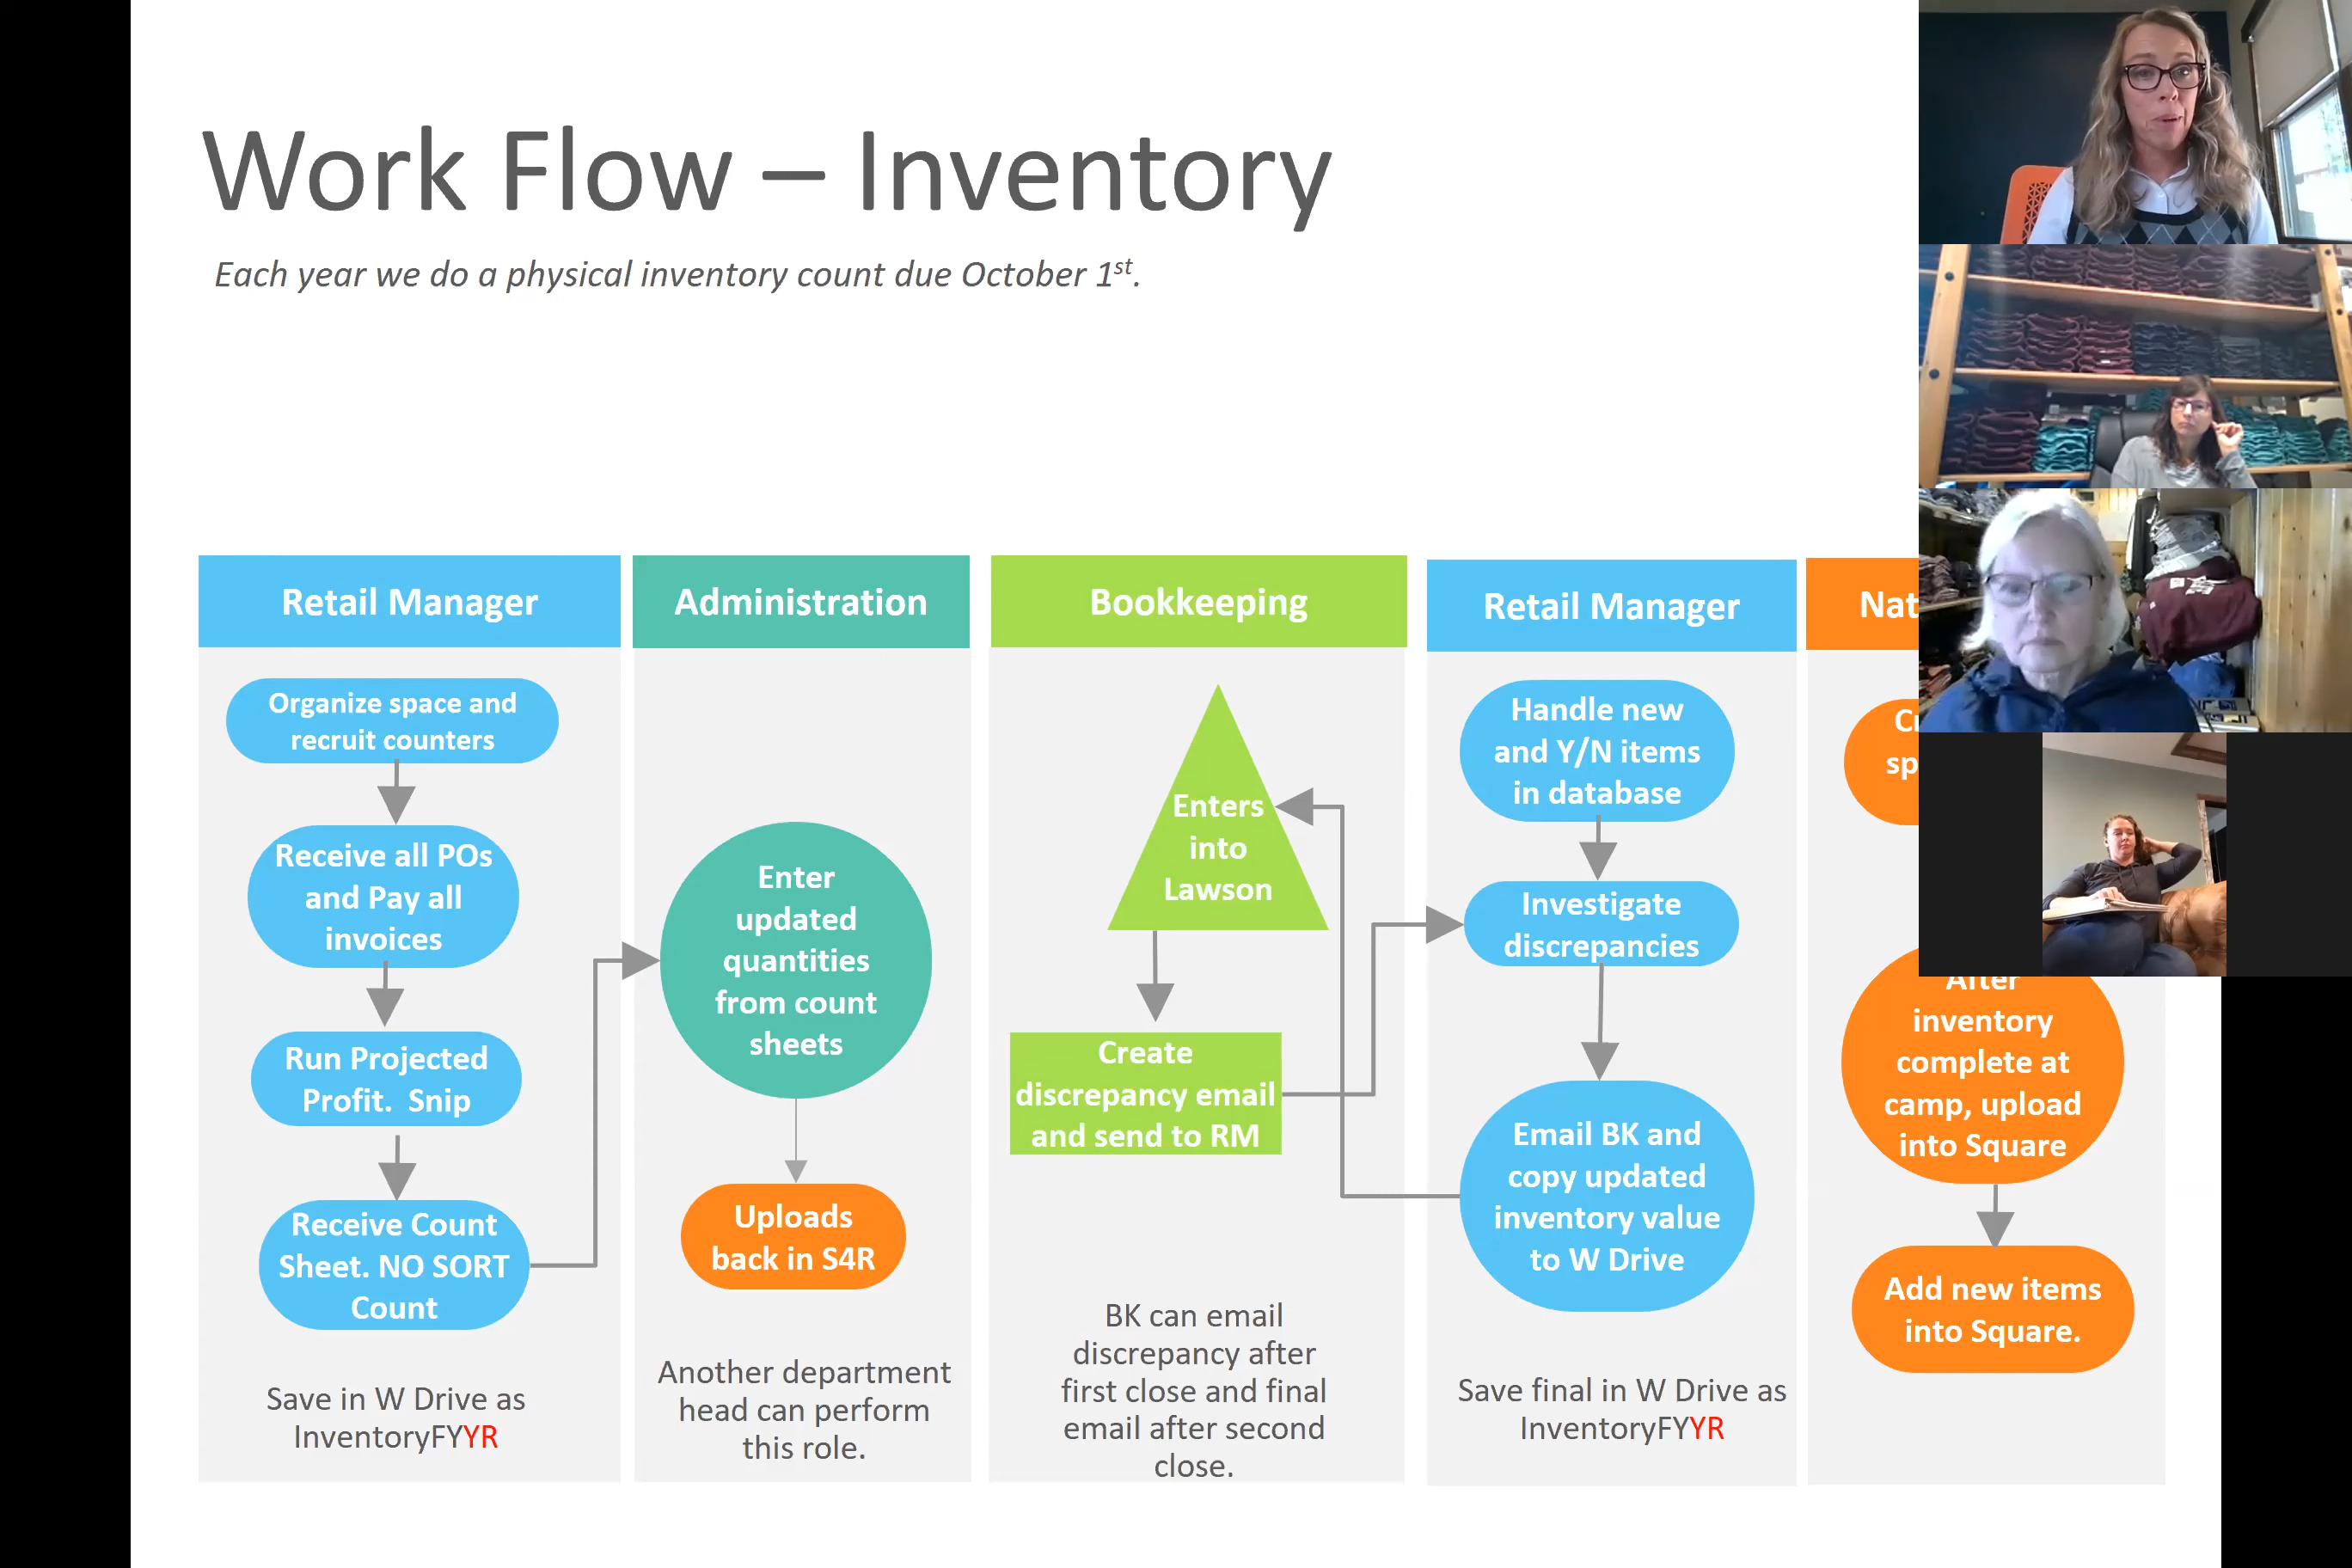 Work Flow – Inventory
Each year we do a physical inventory count due October 1st.
Retail Manager
Organize space and
recruit counters
Receive all POs
and Pay all
invoices
Run Projected
Profit.  Snip
Receive Count
Sheet. NO SORT
Count
Save in W Drive as
InventoryFYYR
Administration
Enter
updated
quantities
from count
sheets
Uploads
back in S4R
Another department
head can perform
this role.
Bookkeeping
Enters
into
Lawson
Create
discrepancy email
and send to RM
BK can email
discrepancy after
first close and final
email after second
close.
Retail Manager
Handle new
and Y/N items
in database
Investigate
discrepancies
Email BK and
copy updated
inventory value
to W Drive
Save final in W Drive as
InventoryFYYR
After
inventory
complete at
camp, upload
into Square
Add new items
into Square.